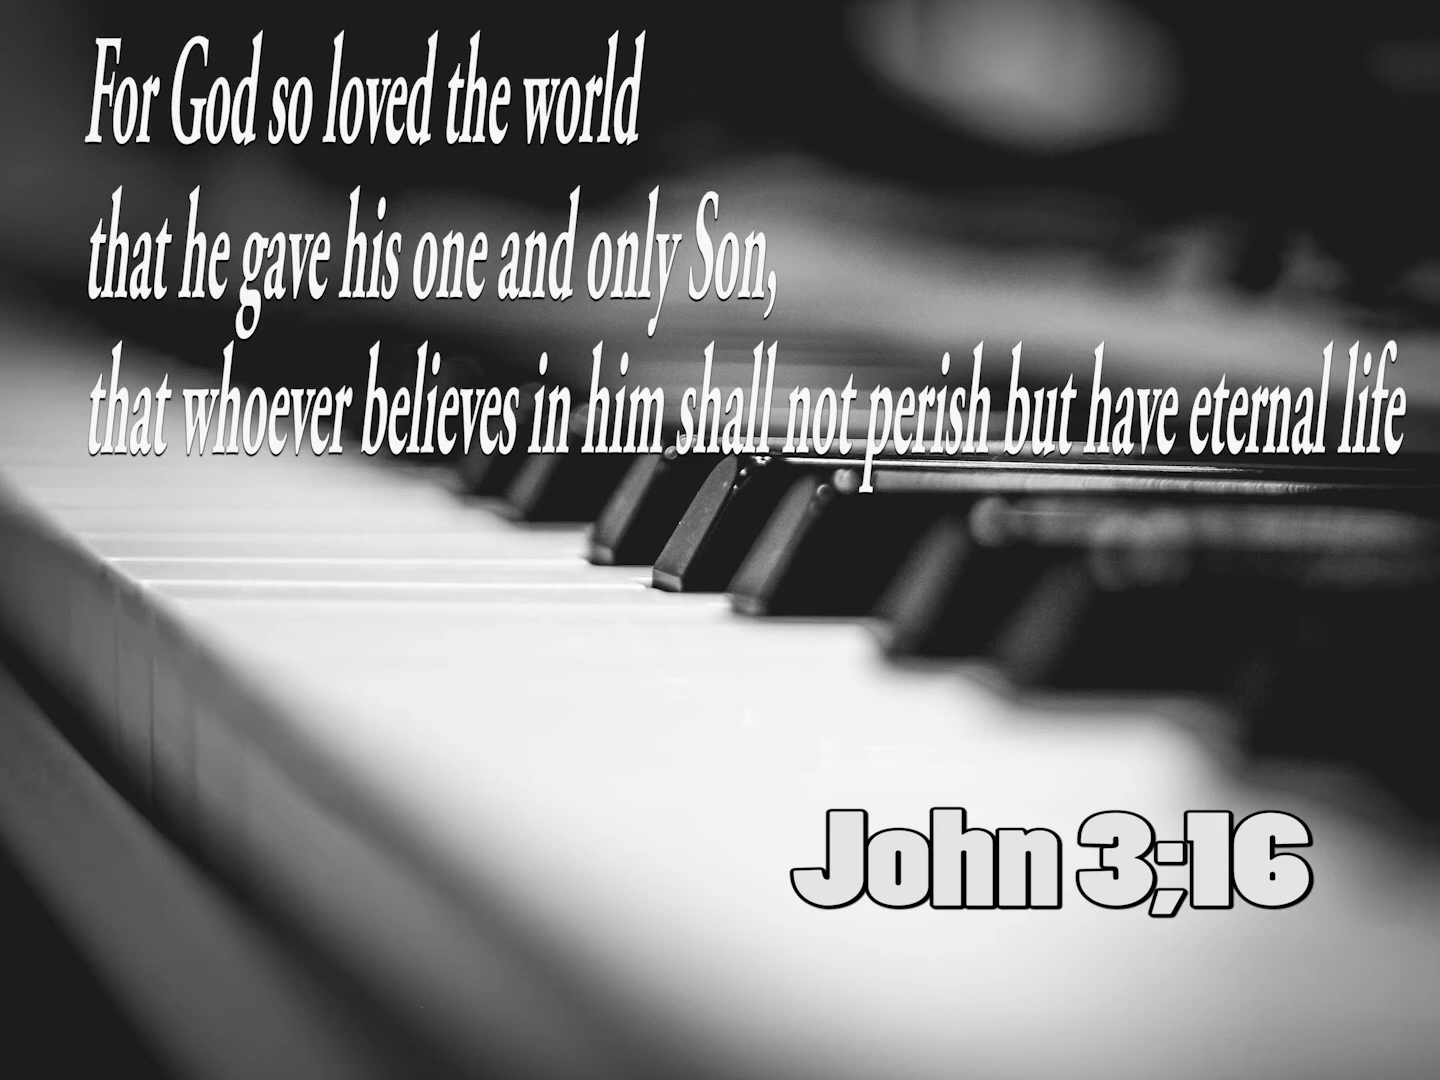 For God so loved the world
that he gave his one and only Son,
that whoever believes in him shall not perish but have eternal life
John 3;16